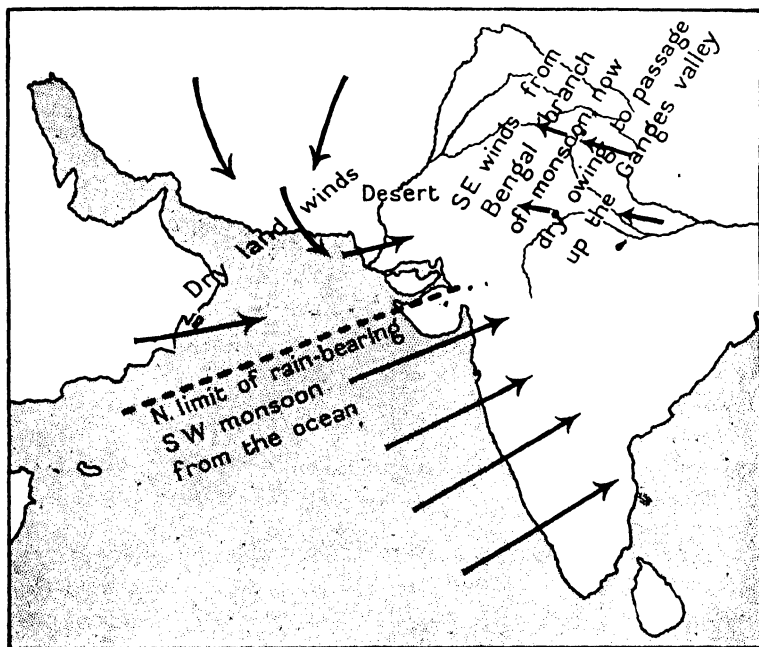 SE winds from
Bengal branch
of monsoon, now
dry owing to passage
up the Ganges valley
Desert
Dry land winds
N. limit of rain-bearing
SW monsoon
from the ocean